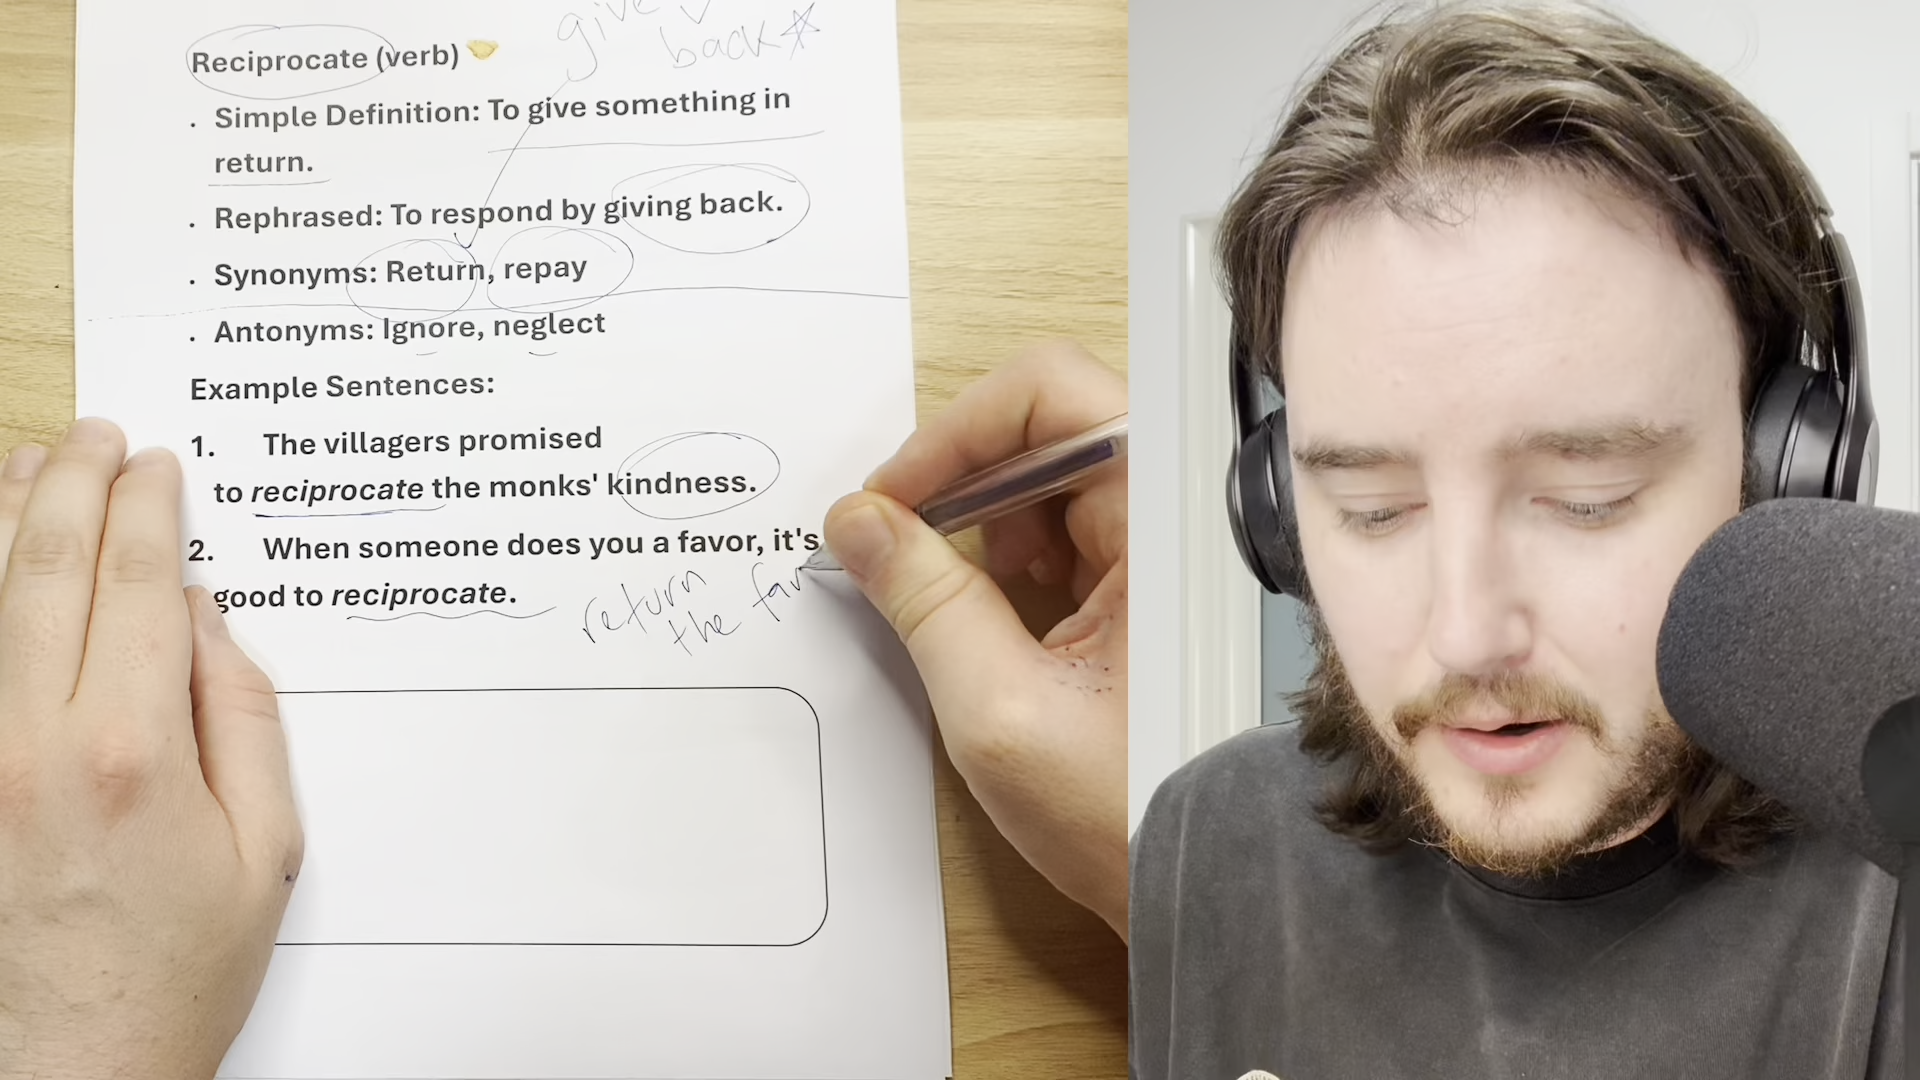 give
back
Reciprocate (verb)
. Simple Definition: To give something in
return.
. Rephrased: To respond by giving back.
. Synonyms: Return, repay
. Antonyms: Ignore, neglect
Example Sentences:
1. The villagers promised
to reciprocate the monks' kindness.
2. When someone does you a favor, it's
good to reciprocate.
return
the fav